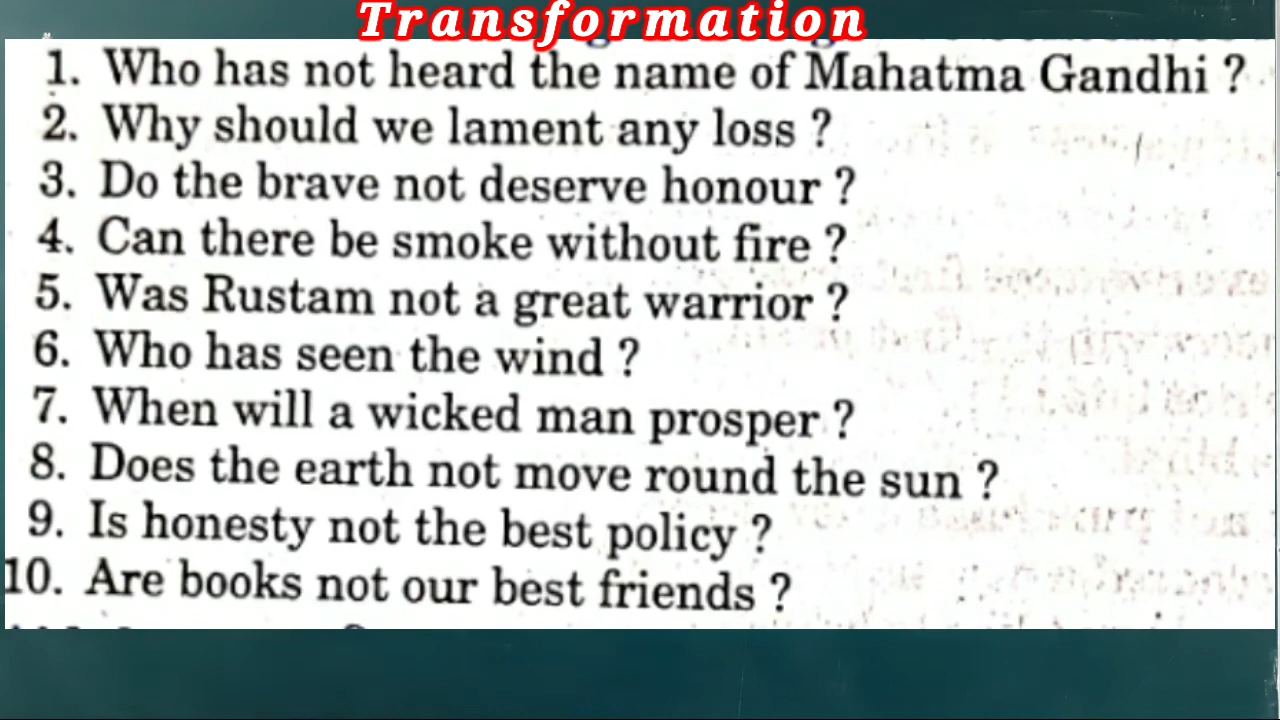 Transformation
1. Who has not heard the name of Mahatma Gandhi ?
2. Why should we lament any loss ?
3. Do the brave not deserve honour ?
4. Can there be smoke without fire ?
5. Was Rustam not a great warrior ?
6. Who has seen the wind ?
7. When will a wicked man prosper ?
8. Does the earth not move round the sun ?
9. Is honesty not the best policy ?
10. Are books not our best friends ?